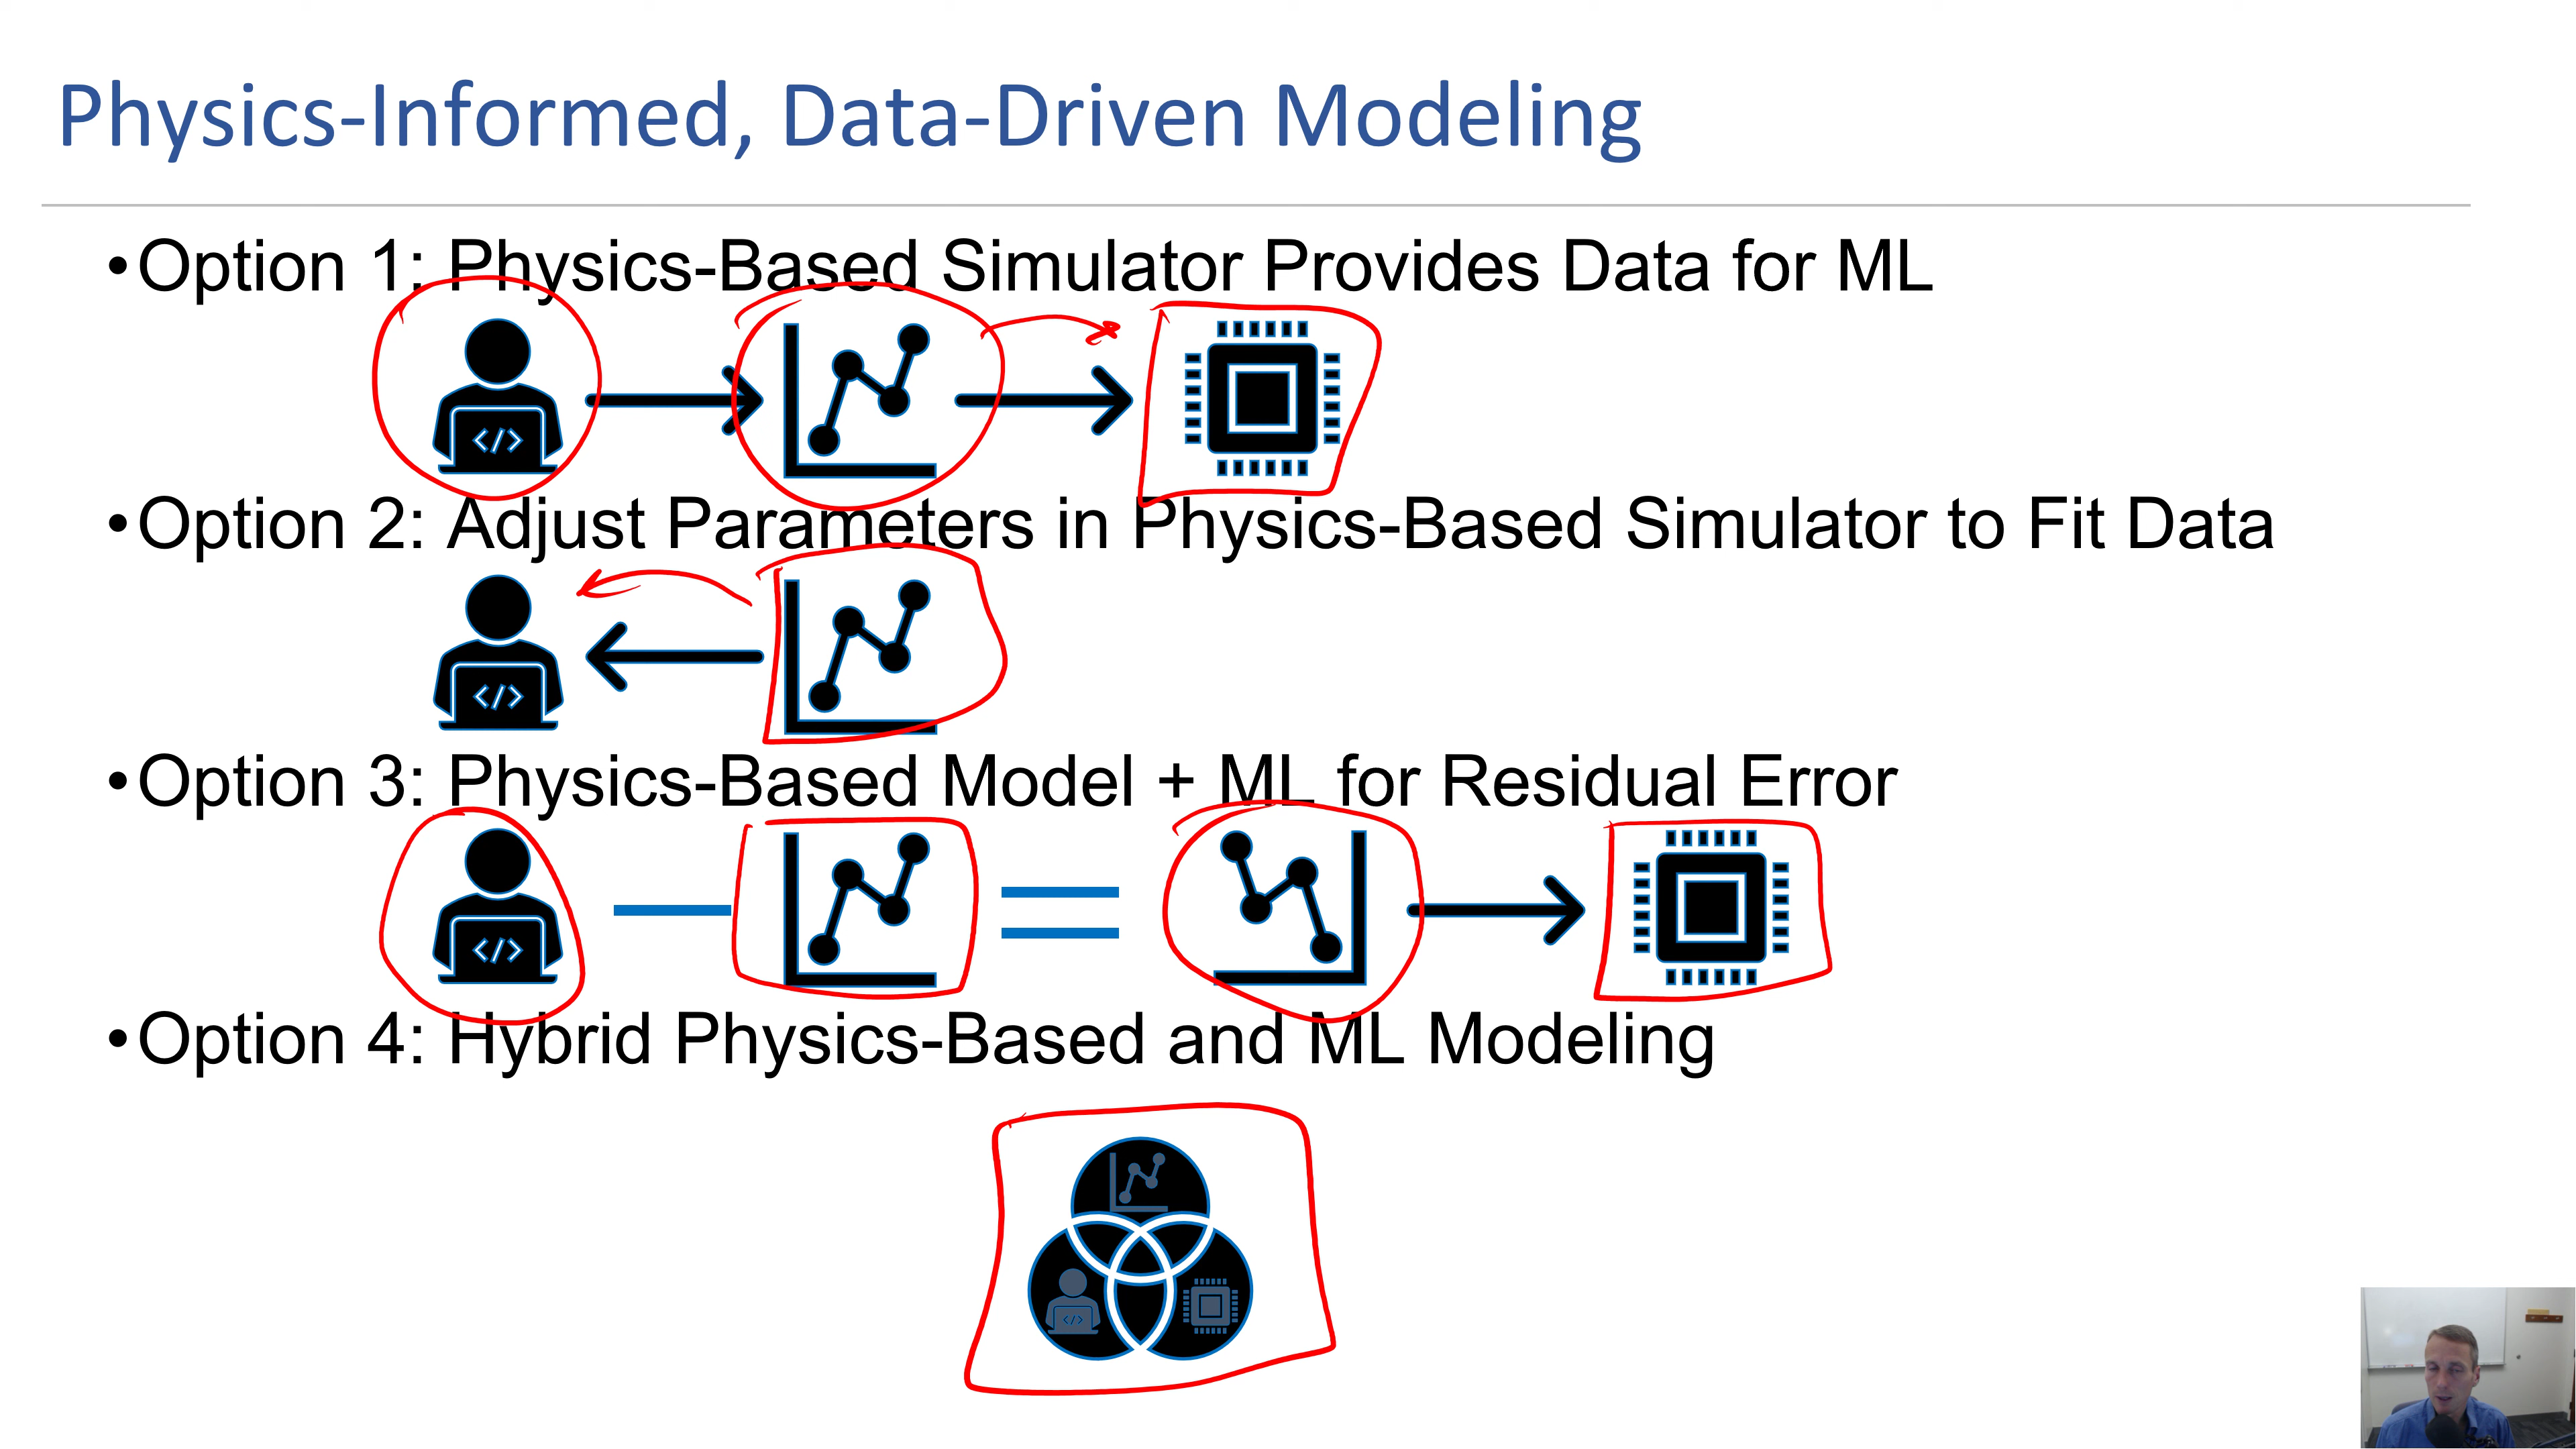 Physics-Informed, Data-Driven Modeling
•Option 1: Physics-Based Simulator Provides Data for ML
</>
•Option 2: Adjust Parameters in Physics-Based Simulator to Fit Data
</>
•Option 3: Physics-Based Model + ML for Residual Error
</>
•Option 4: Hybrid Physics-Based and ML Modeling
</>